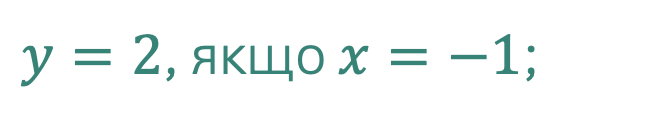 y = 2, якщо x = −1;